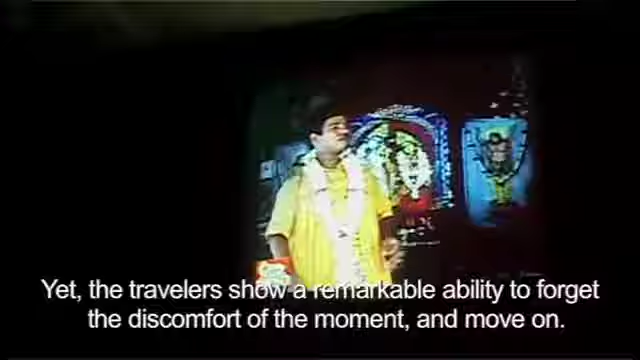 Yet, the travelers show a remarkable ability to forget
the discomfort of the moment, and move on.